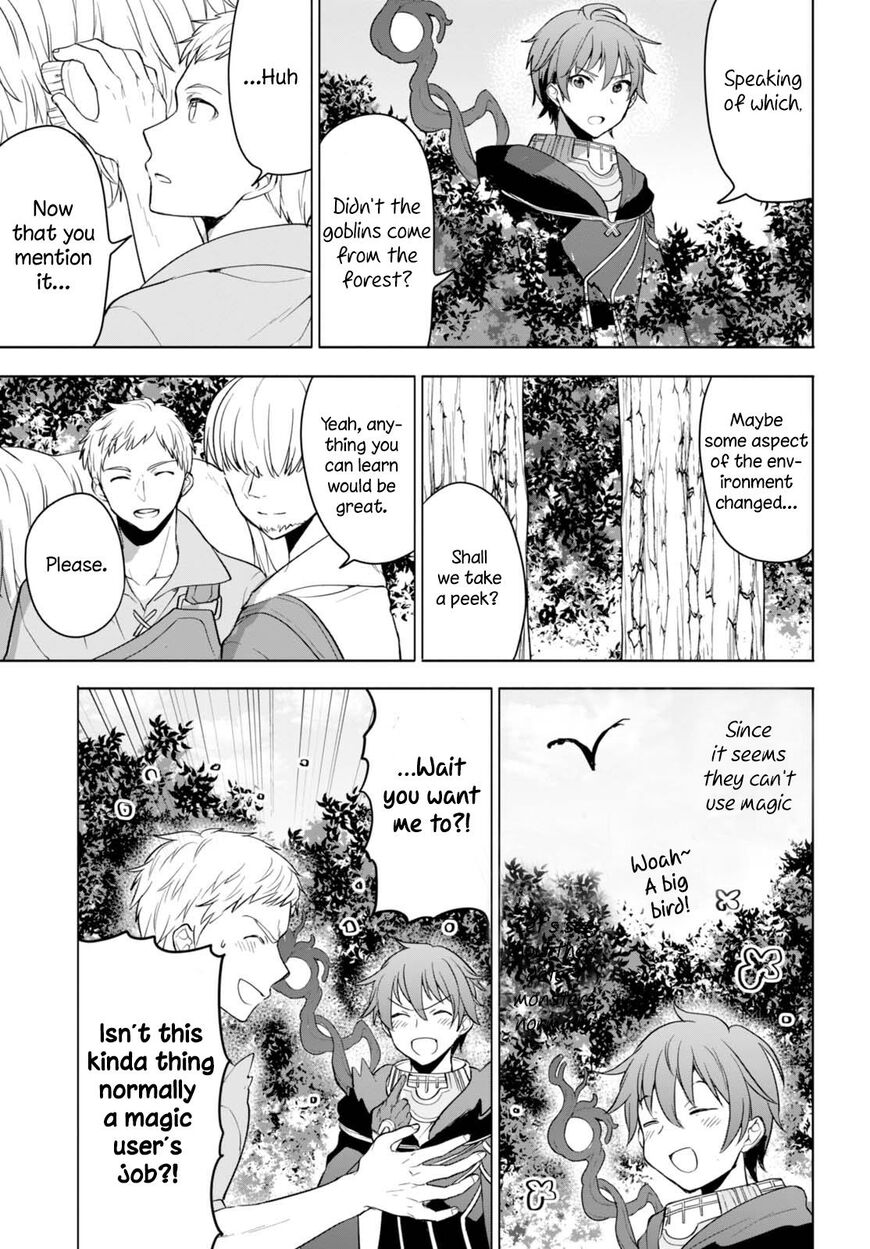 Speaking
of which,
Didn't the
goblins come
from the
forest?
...Huh
Now
that you
mention
it...
Maybe
some aspect
of the env-
ironment
changed...
Shall
we take
a peek?
Yeah, any-
thing you
can learn
would be
great.
Please.
Since
it seems
they can't
use magic
Woah~
A big
bird!
monsters
...Wait
you want
me to?!
Isn't this
kinda thing
normally
a magic
user's
job?!